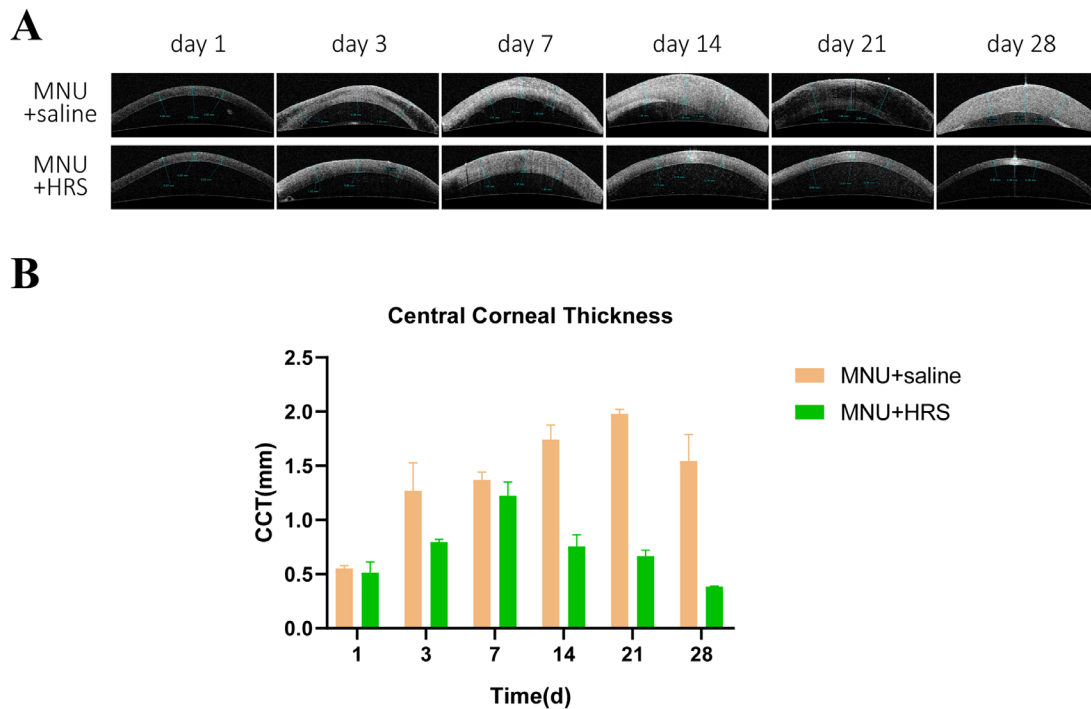 A
day 1 day 3 day 7 day 14 day 21 day 28
MNU
+saline
MNU
+HRS
B
Central Corneal Thickness
2.5
2.0
1.5
1.0
0.5
0.0
CCT(mm)
1 3 7 14 21 28
Time(d)
MNU+saline
MNU+HRS